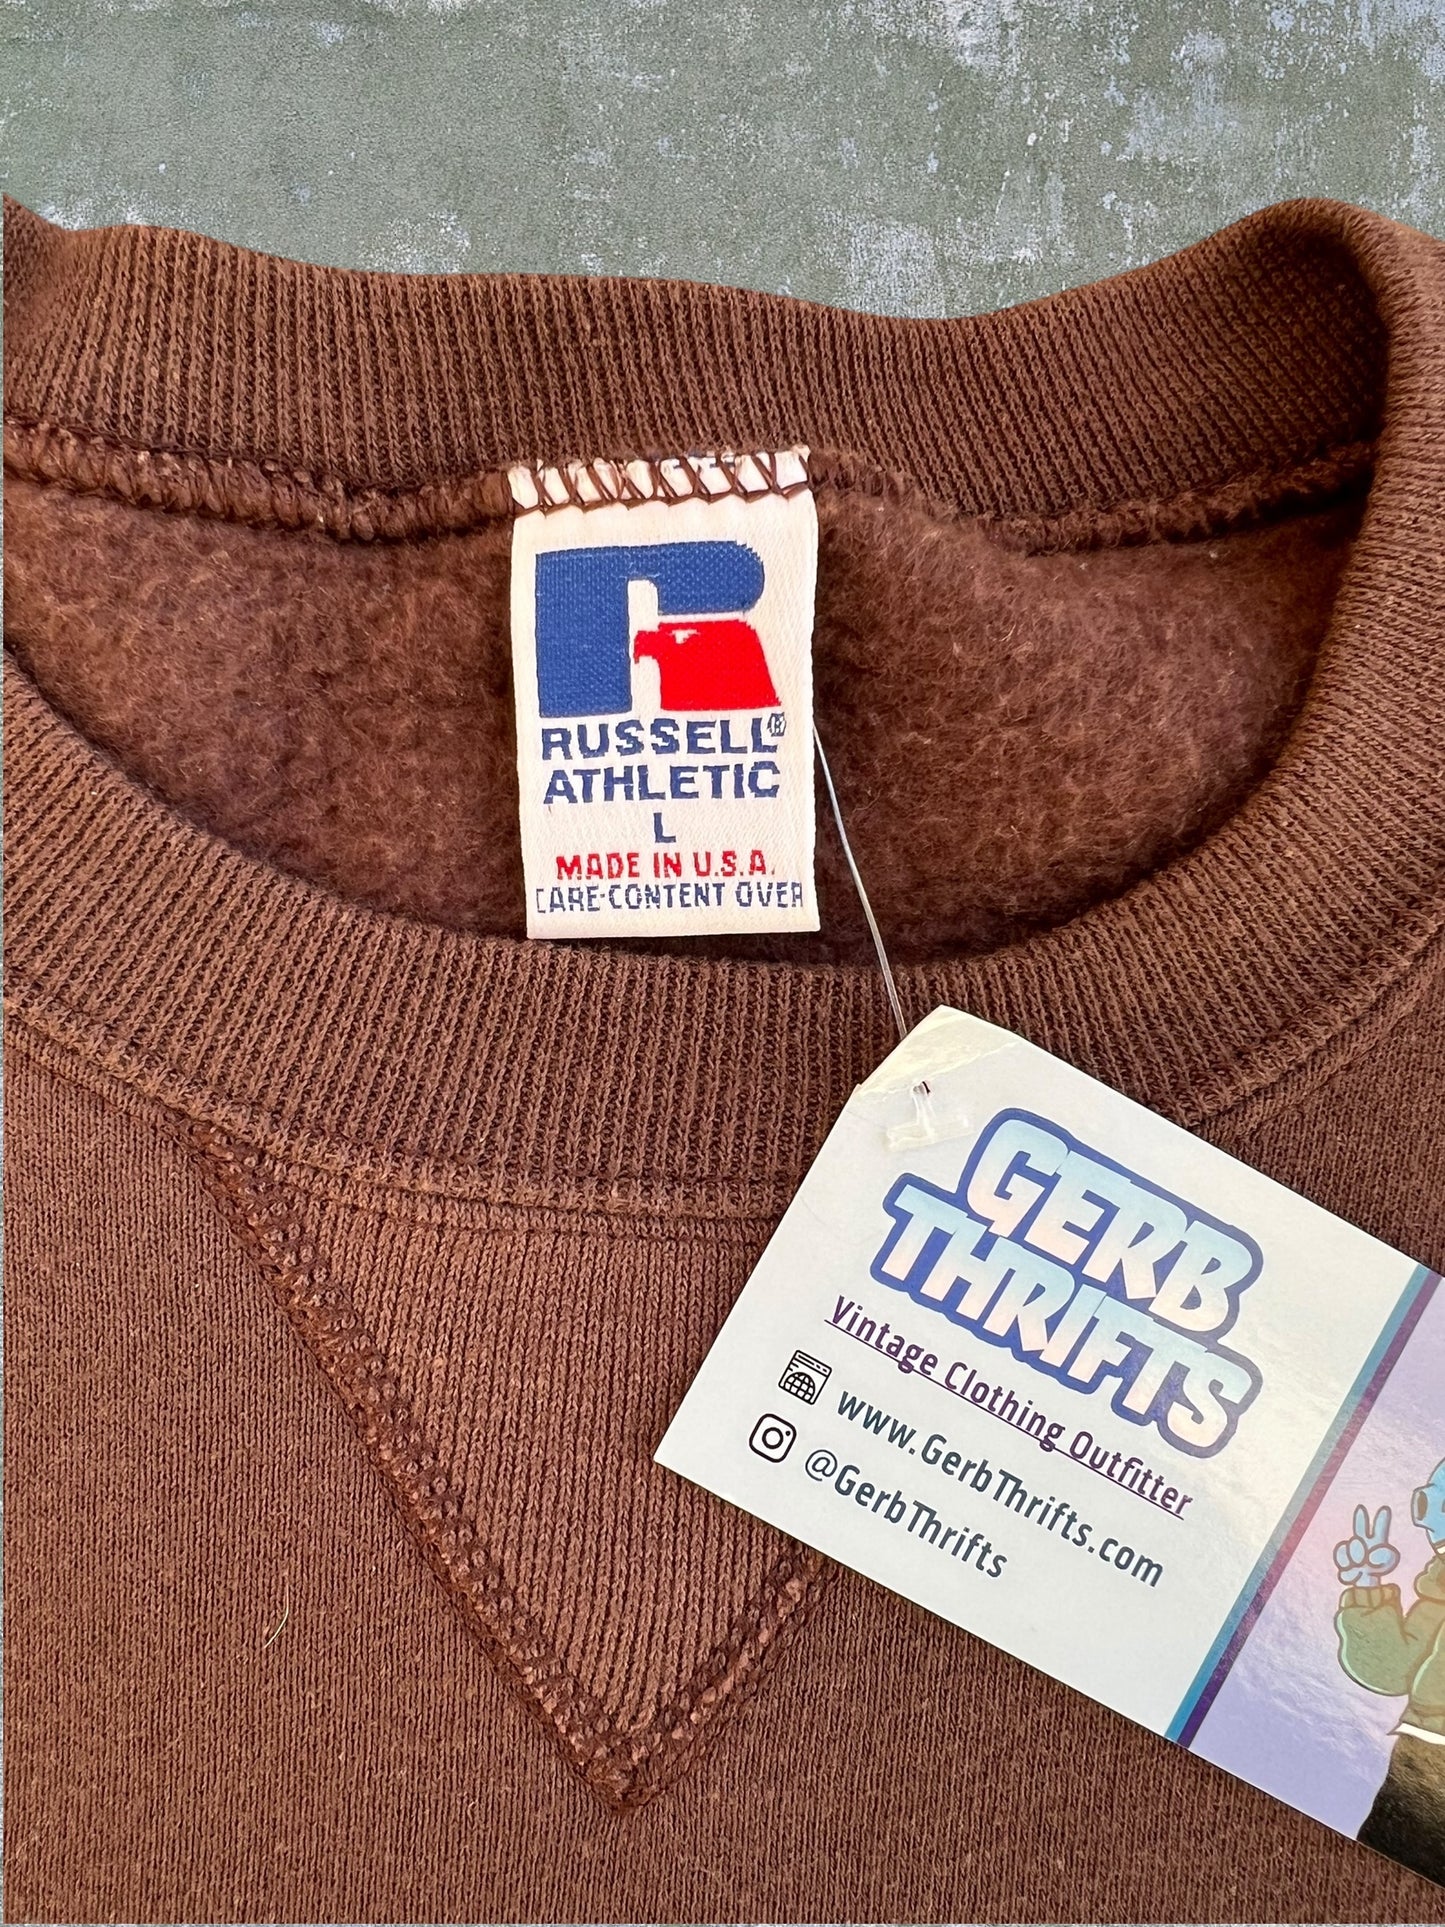 RUSSELL®
ATHLETIC
L
MADE IN U.S.A.
CARE-CONTENT OVER
GERB
THRIFTS
Vintage Clothing Outfitter
www.GerbThrifts.com
@GerbThrifts